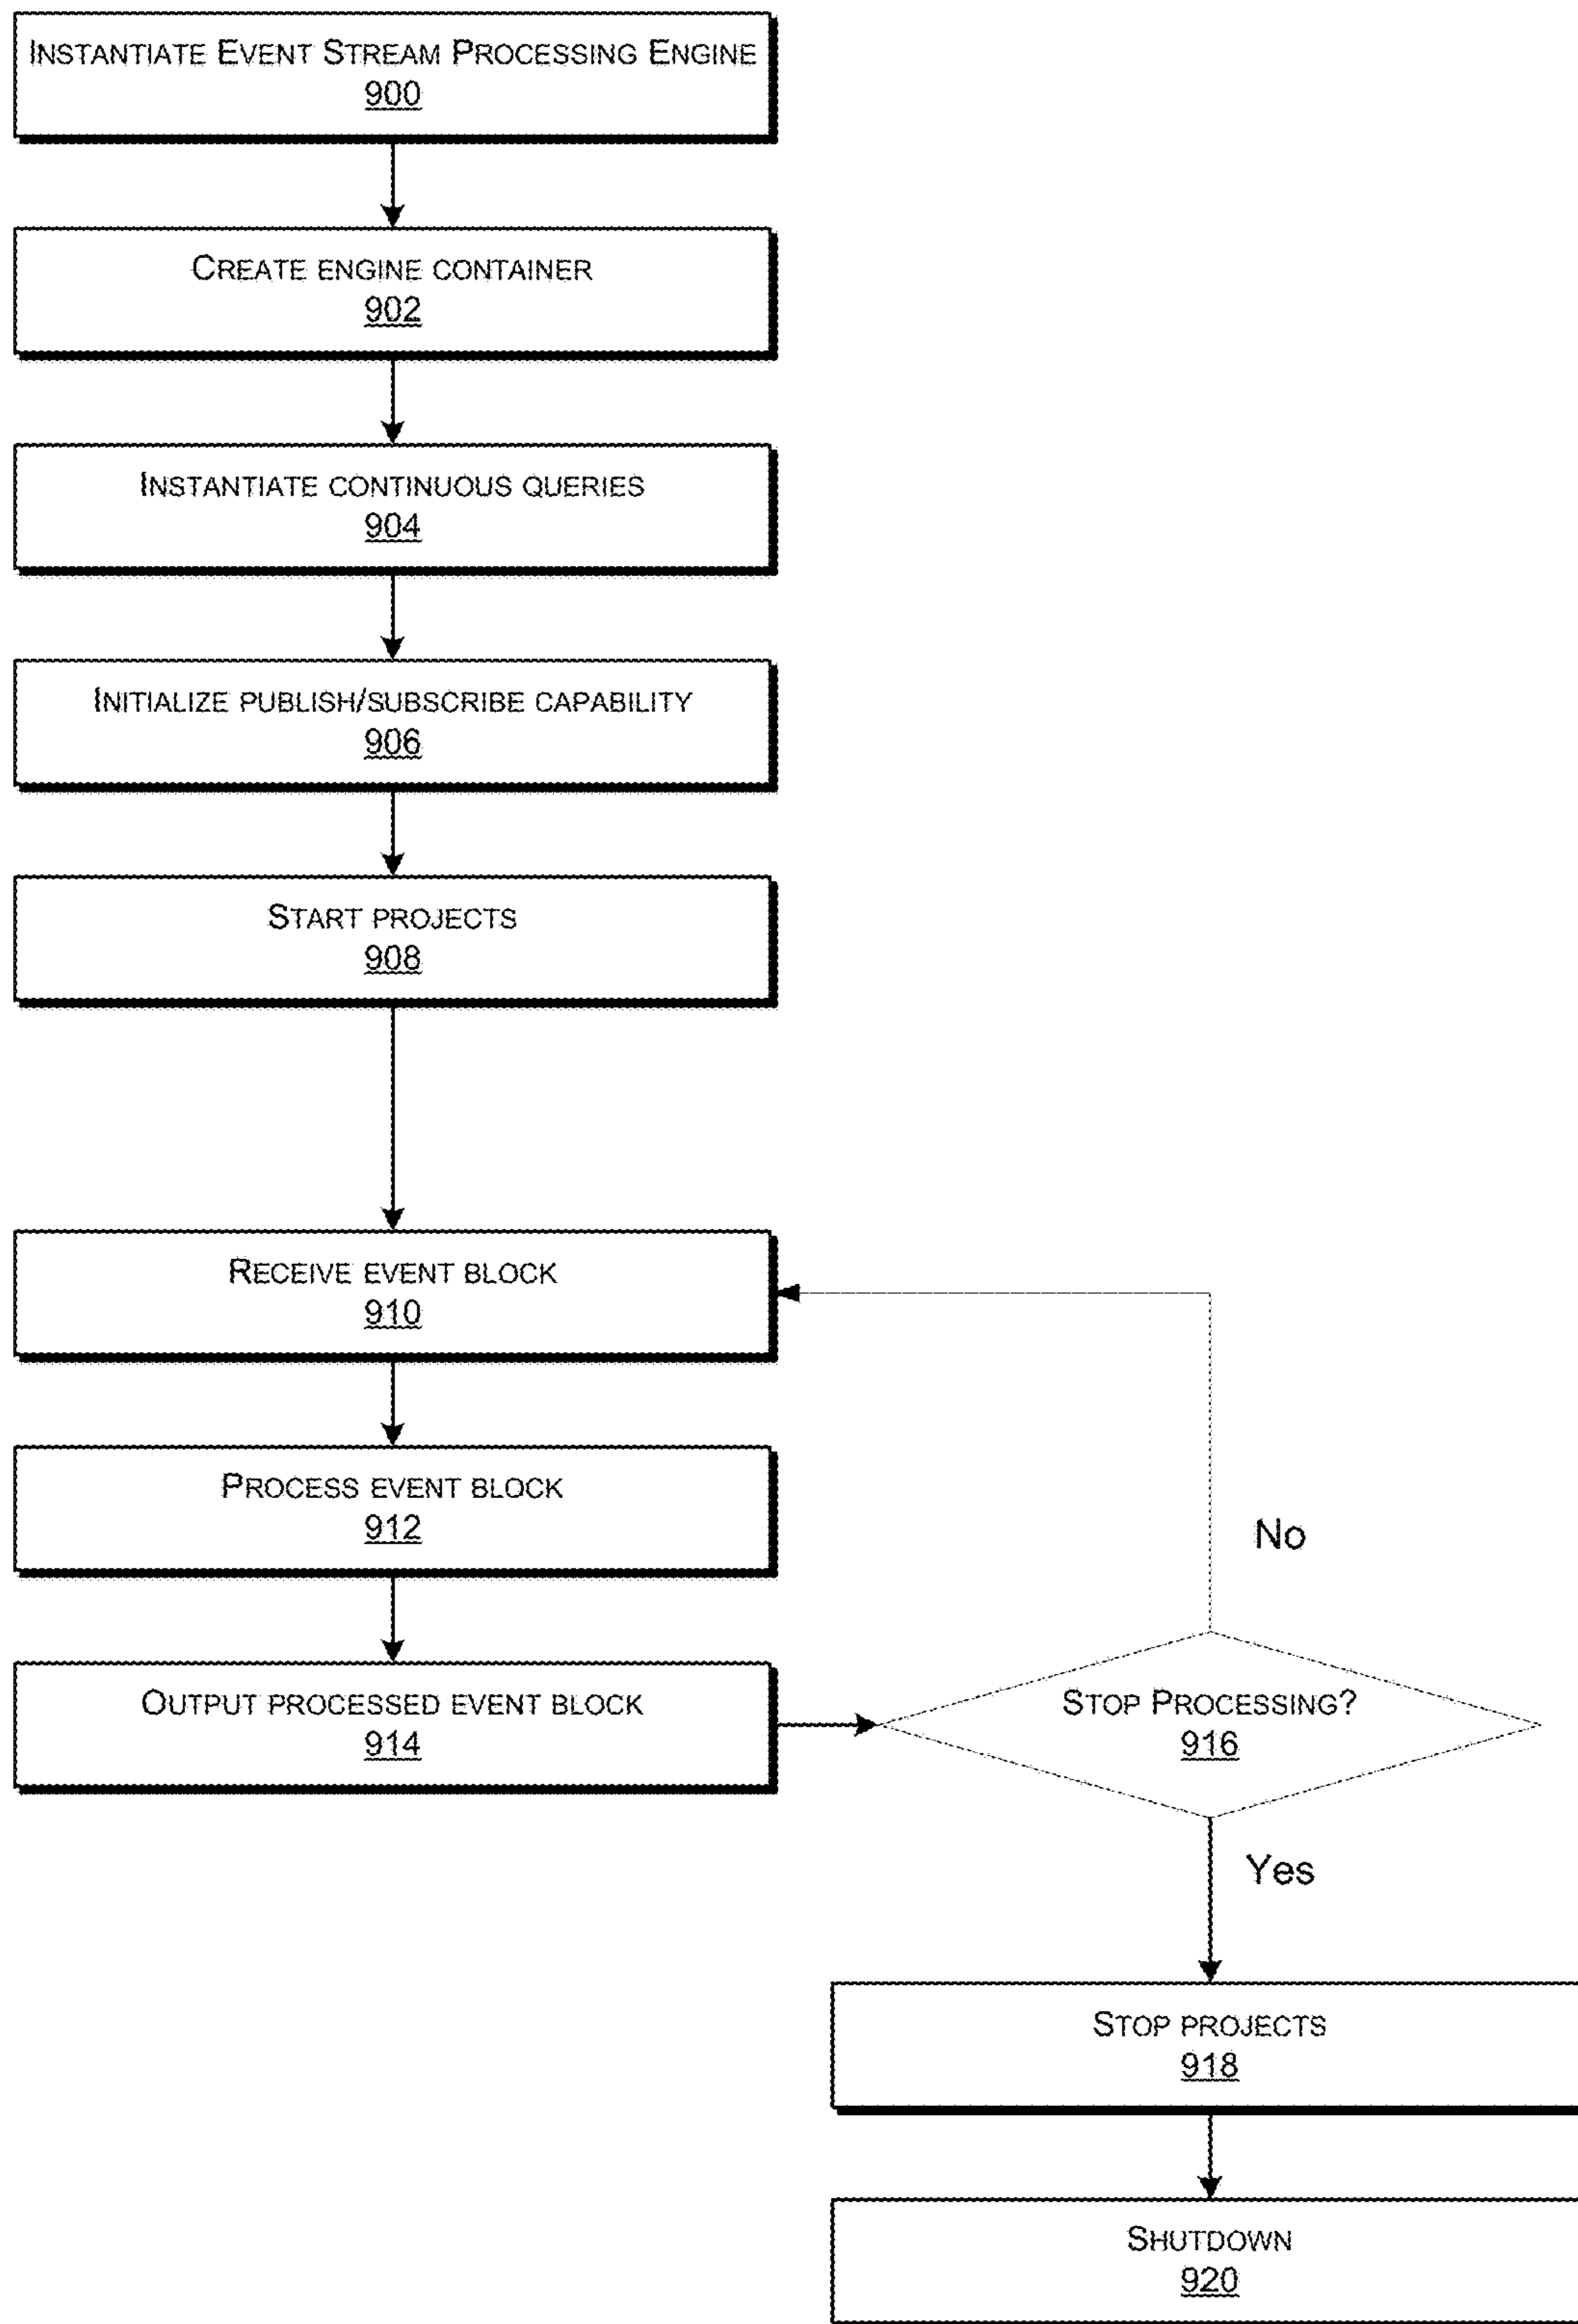 INSTANTIATE EVENT STREAM PROCESSING ENGINE
900
CREATE ENGINE CONTAINER
902
INSTANTIATE CONTINUOUS QUERIES
904
INITIALIZE PUBLISH/SUBSCRIBE CAPABILITY
906
START PROJECTS
908
RECEIVE EVENT BLOCK
910
PROCESS EVENT BLOCK
912
No
OUTPUT PROCESSED EVENT BLOCK
914
STOP PROCESSING?
916
Yes
STOP PROJECTS
918
SHUTDOWN
920